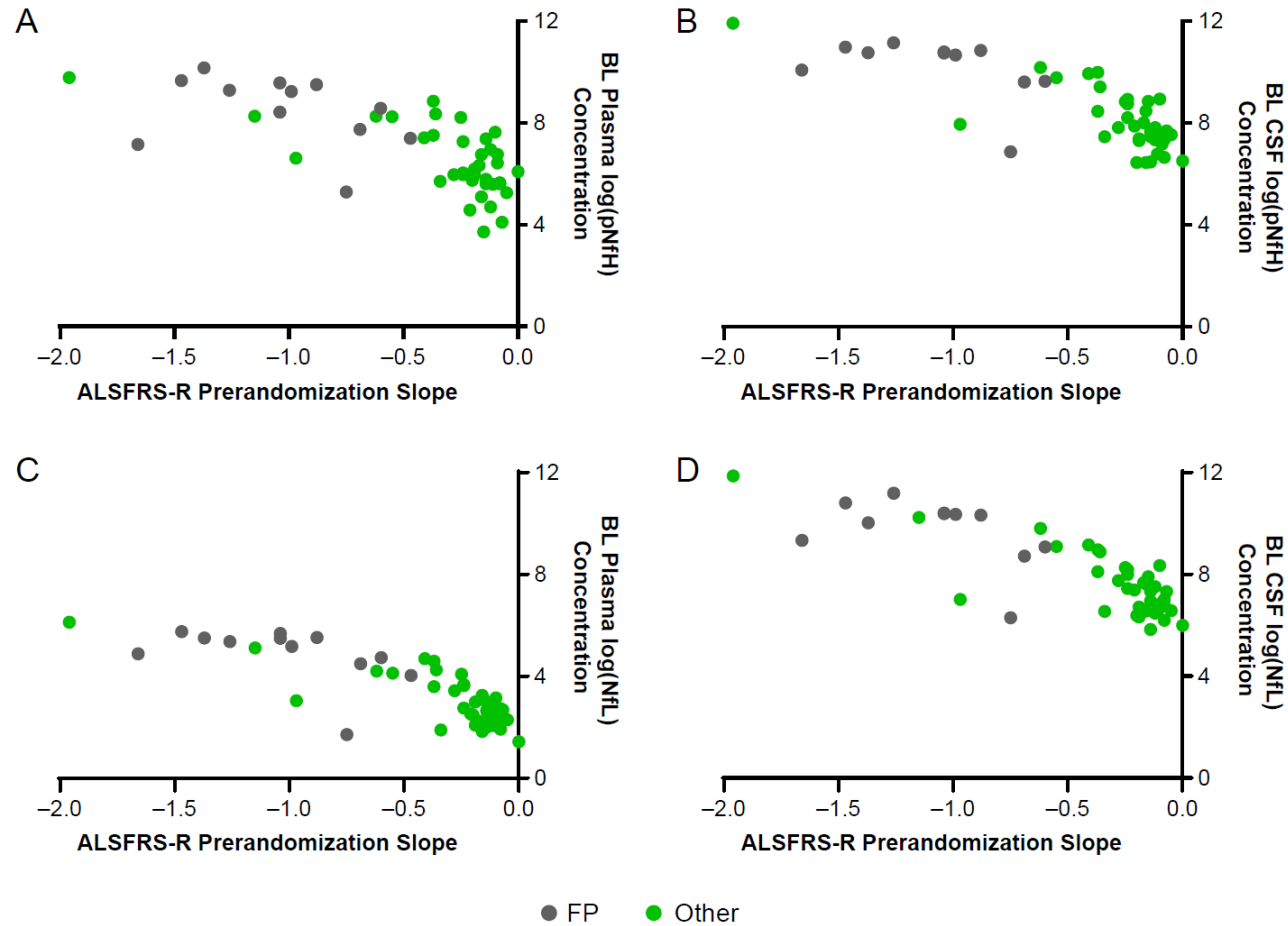 A
12
8
4
0
BL Plasma log(pNfH)
Concentration
–2.0 –1.5 –1.0 –0.5 0.0
ALSFRS-R Prerandomization Slope
B
12
8
4
0
BL CSF log(pNfH)
Concentration
–2.0 –1.5 –1.0 –0.5 0.0
ALSFRS-R Prerandomization Slope
C
12
8
4
0
BL Plasma log(NfL)
Concentration
–2.0 –1.5 –1.0 –0.5 0.0
ALSFRS-R Prerandomization Slope
D
12
8
4
0
BL CSF log(NfL)
Concentration
–2.0 –1.5 –1.0 –0.5 0.0
ALSFRS-R Prerandomization Slope
FP Other